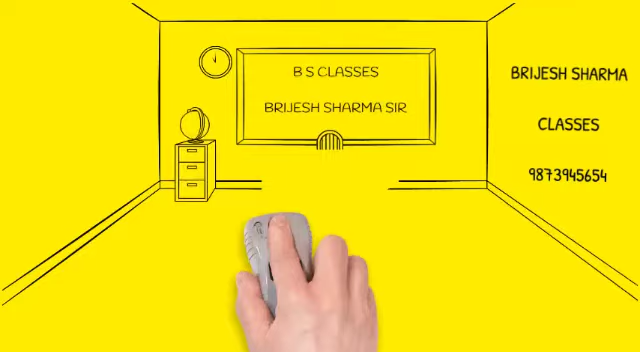 B S CLASSES
BRIJESH SHARMA SIR
BRIJESH SHARMA
CLASSES
9873945654